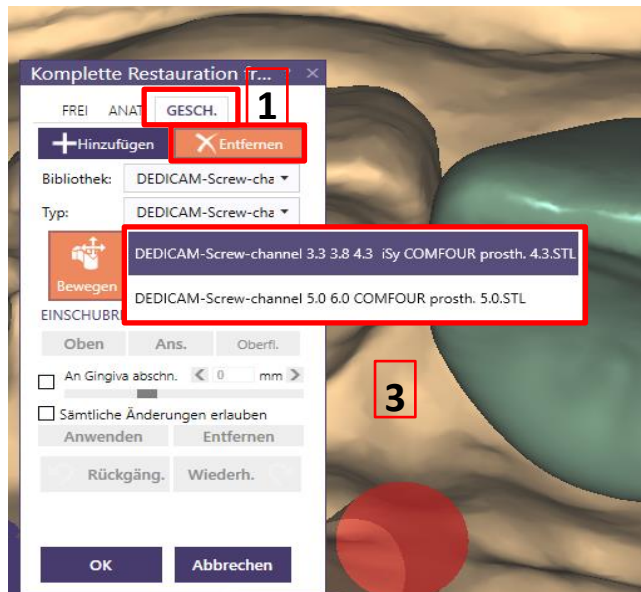 Komplette Restauration fr... ? ×
1
FREI ANAT GESCH.
Hinzufügen Entfernen
Bibliothek: DEDICAM-Screw-cha
Typ: DEDICAM-Screw-cha
DEDICAM-Screw-channel 3.3 3.8 4.3 iSy COMFOUR prosth. 4.3.STL
Bewegen
DEDICAM-Screw-channel 5.0 6.0 COMFOUR prosth. 5.0.STL
EINSCHUBRI
Oben Ans. Oberfl.
An Gingiva abschn. 0 mm
3
Sämtliche Änderungen erlauben
Anwenden Entfernen
Rückgäng. Wiederh.
OK Abbrechen